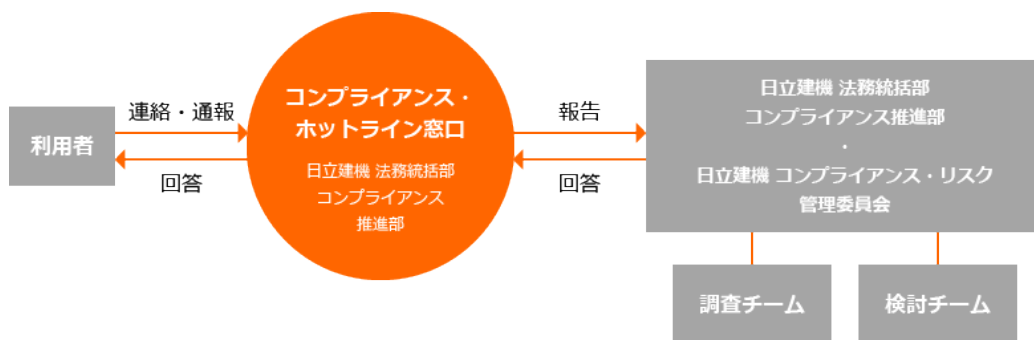 利用者
連絡・通報
回答
コンプライアンス・
ホットライン窓口
日立建機 法務統括部
コンプライアンス
推進部
報告
回答
日立建機 法務統括部
コンプライアンス推進部
・
日立建機 コンプライアンス・リスク
管理委員会
調査チーム
検討チーム